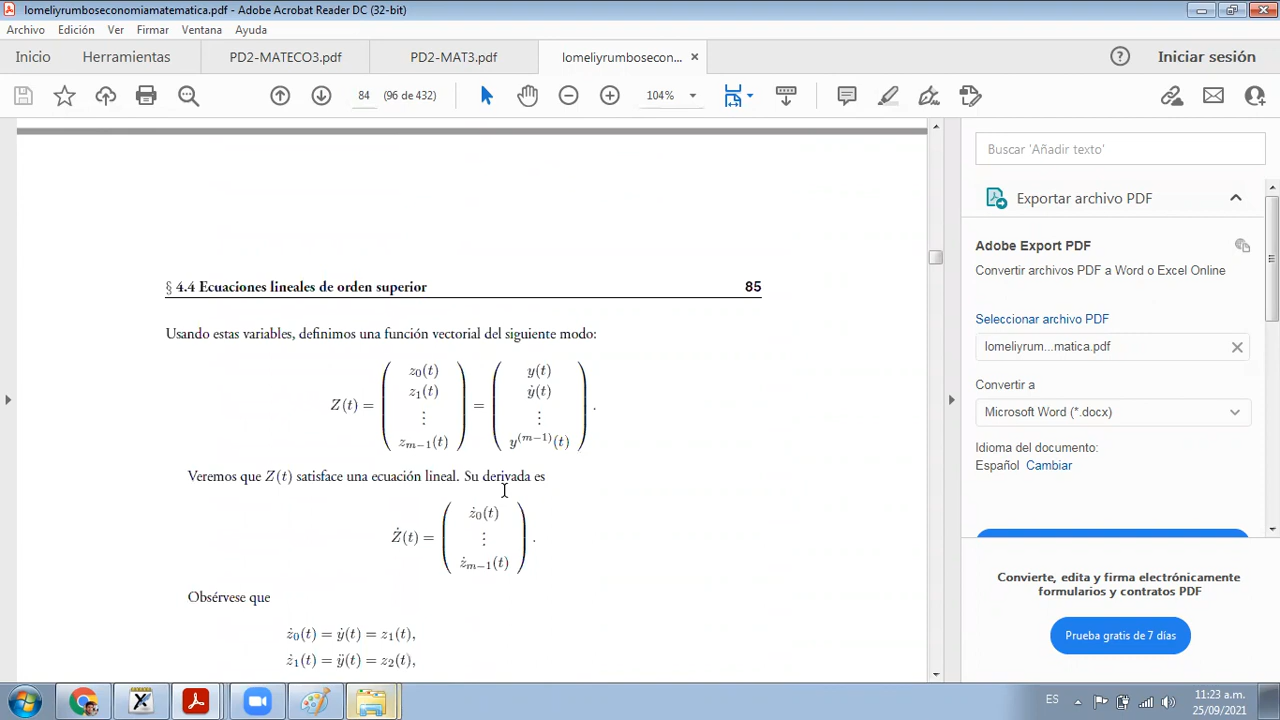 lomeliyrumboseconomiamatematica.pdf - Adobe Acrobat Reader DC (32-bit)
Archivo Edición Ver Firmar Ventana Ayuda
Inicio Herramientas PD2-MATECO3.pdf PD2-MAT3.pdf lomeliyrumbosecon... × Iniciar sesión
84 (96 de 432) 104%
§ 4.4 Ecuaciones lineales de orden superior 85
Usando estas variables, definimos una función vectorial del siguiente modo:
Z(t) = ( z₀(t) z₁(t) ⋮ zₘ₋₁(t) ) = ( y(t) ẏ(t) ⋮ y⁽ᵐ⁻¹⁾(t) ) .
Veremos que Z(t) satisface una ecuación lineal. Su derivada es
Ż(t) = ( ż₀(t) ⋮ żₘ₋₁(t) ) .
Obsérvese que
ż₀(t) = ẏ(t) = z₁(t),
ż₁(t) = ÿ(t) = z₂(t),
Buscar 'Añadir texto'
Exportar archivo PDF
Adobe Export PDF
Convertir archivos PDF a Word o Excel Online
Seleccionar archivo PDF
lomeliyrum...matica.pdf
Convertir a
Microsoft Word (*.docx)
Idioma del documento:
Español Cambiar
Convierte, edita y firma electrónicamente
formularios y contratos PDF
Prueba gratis de 7 días
ES
11:23 a.m.
25/09/2021